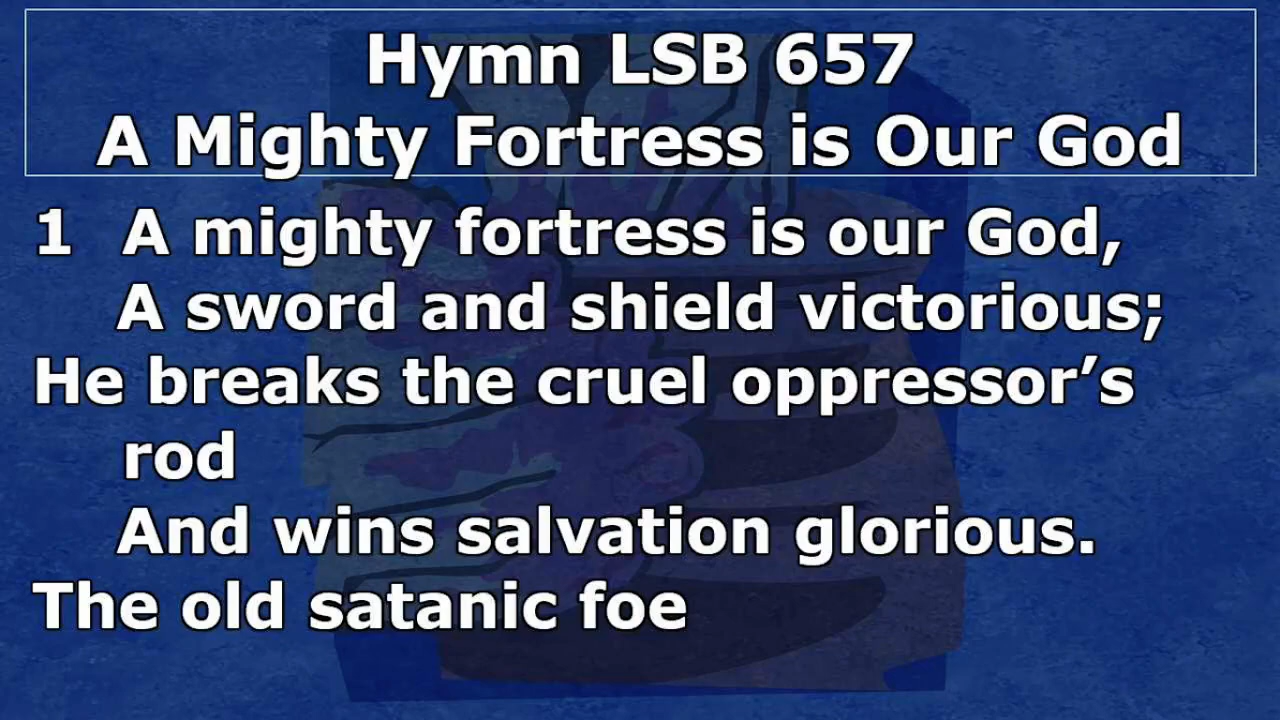 Hymn LSB 657
A Mighty Fortress is Our God
1 A mighty fortress is our God,
A sword and shield victorious;
He breaks the cruel oppressor’s
rod
And wins salvation glorious.
The old satanic foe